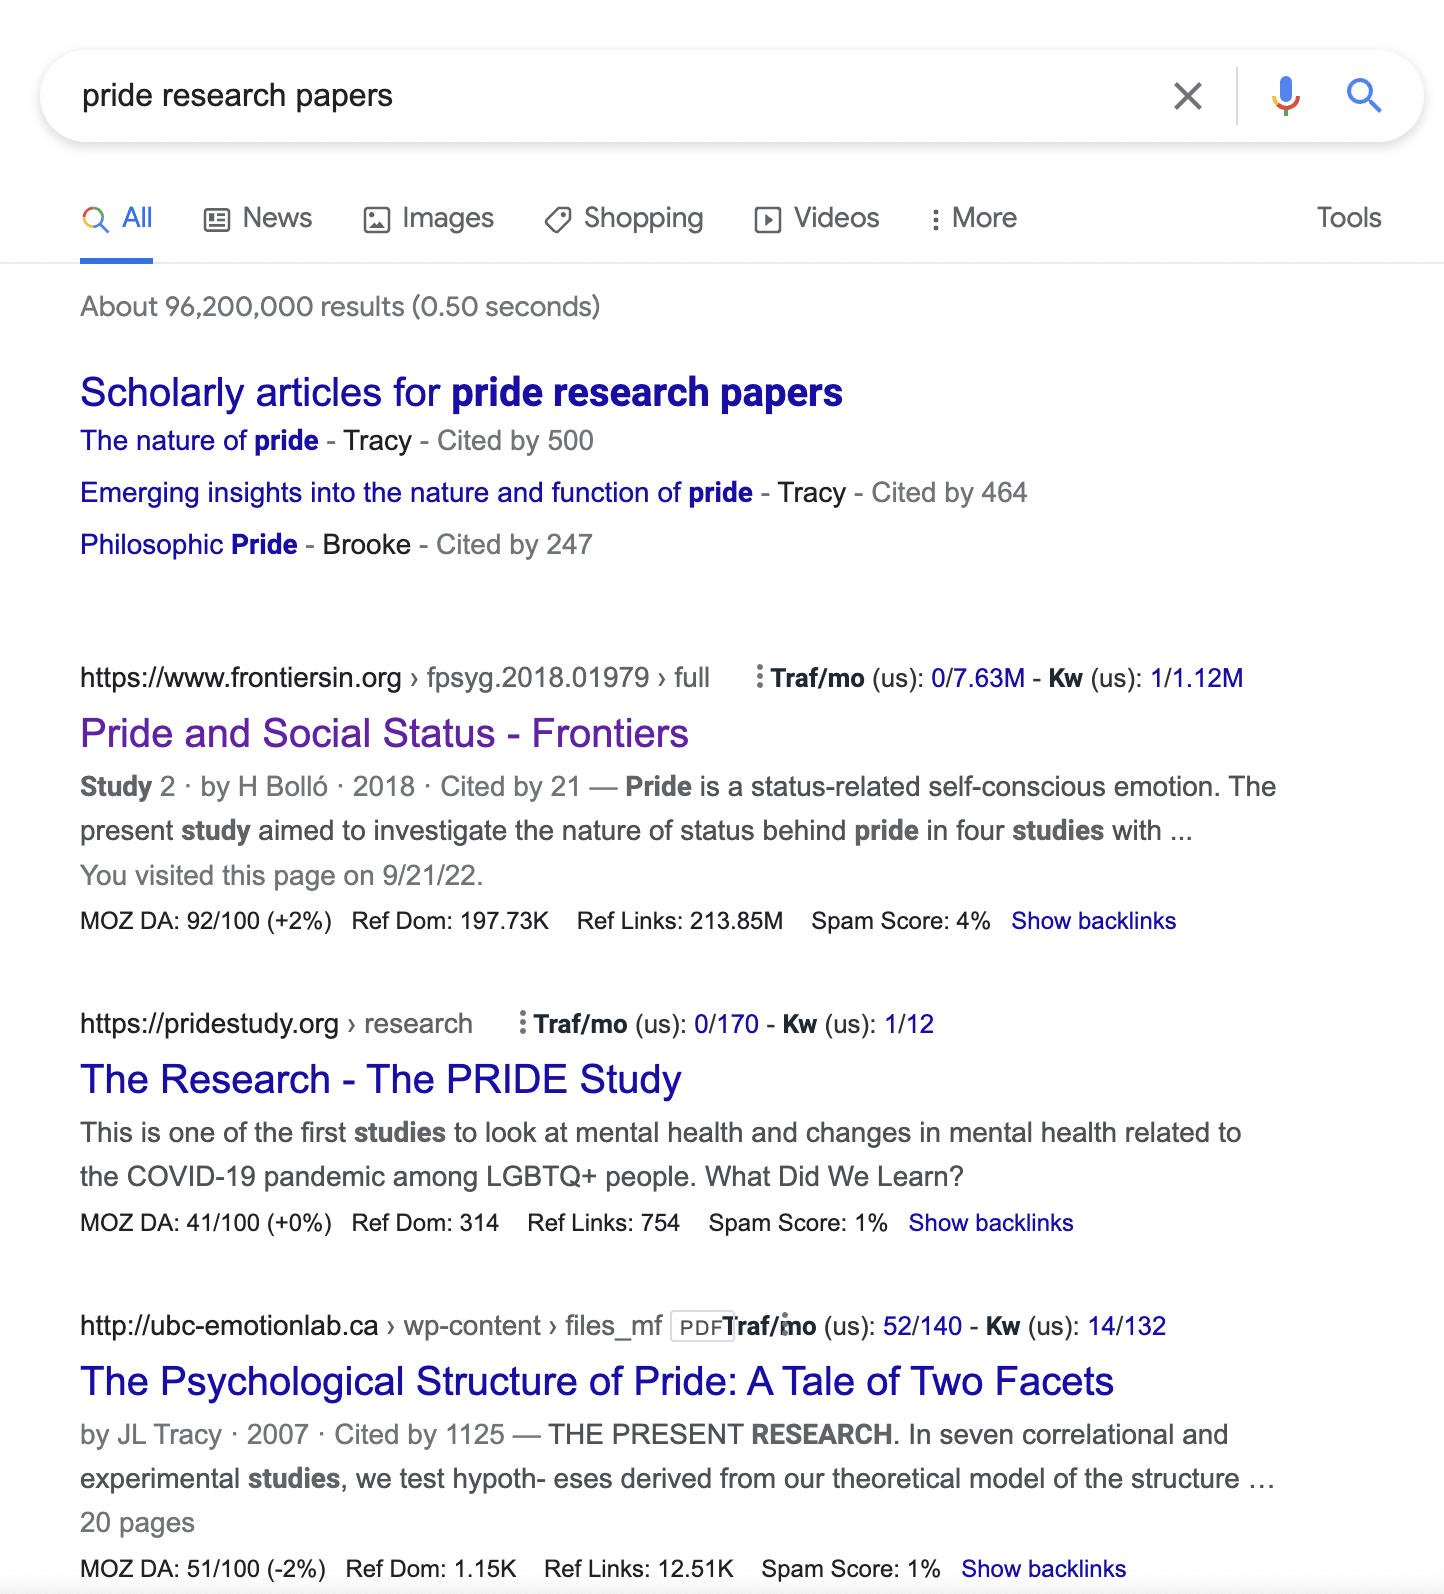 pride research papers
All News Images Shopping Videos More Tools
About 96,200,000 results (0.50 seconds)
Scholarly articles for pride research papers
The nature of pride - Tracy - Cited by 500
Emerging insights into the nature and function of pride - Tracy - Cited by 464
Philosophic Pride - Brooke - Cited by 247
https://www.frontiersin.org › fpsyg.2018.01979 › full Traf/mo (us): 0/7.63M - Kw (us): 1/1.12M
Pride and Social Status - Frontiers
Study 2 · by H Bolló · 2018 · Cited by 21 — Pride is a status-related self-conscious emotion. The
present study aimed to investigate the nature of status behind pride in four studies with ...
You visited this page on 9/21/22.
MOZ DA: 92/100 (+2%) Ref Dom: 197.73K Ref Links: 213.85M Spam Score: 4% Show backlinks
https://pridestudy.org › research Traf/mo (us): 0/170 - Kw (us): 1/12
The Research - The PRIDE Study
This is one of the first studies to look at mental health and changes in mental health related to
the COVID-19 pandemic among LGBTQ+ people. What Did We Learn?
MOZ DA: 41/100 (+0%) Ref Dom: 314 Ref Links: 754 Spam Score: 1% Show backlinks
http://ubc-emotionlab.ca › wp-content › files_mf PDF Traf/mo (us): 52/140 - Kw (us): 14/132
The Psychological Structure of Pride: A Tale of Two Facets
by JL Tracy · 2007 · Cited by 1125 — THE PRESENT RESEARCH. In seven correlational and
experimental studies, we test hypoth- eses derived from our theoretical model of the structure ...
20 pages
MOZ DA: 51/100 (-2%) Ref Dom: 1.15K Ref Links: 12.51K Spam Score: 1% Show backlinks